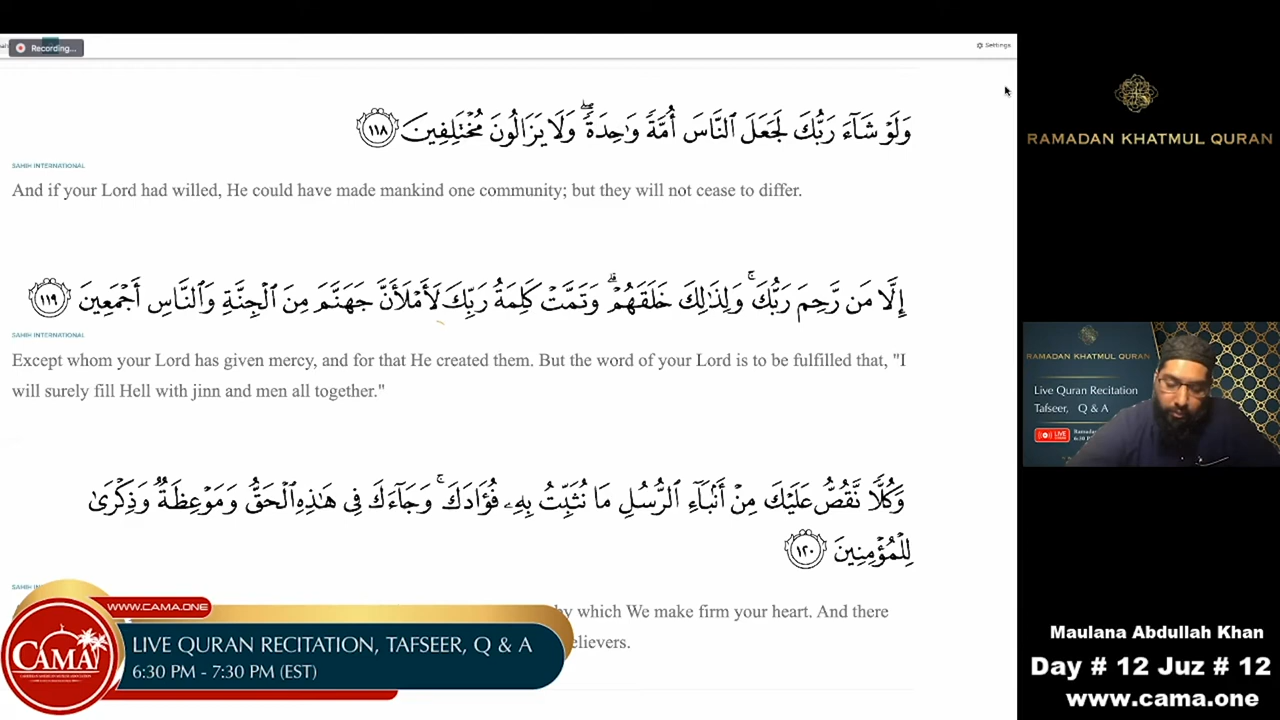 Recording...
Settings
وَلَوْ شَآءَ رَبُّكَ لَجَعَلَ ٱلنَّاسَ أُمَّةً وَٰحِدَةً ۖ وَلَا يَزَالُونَ مُخْتَلِفِينَ ١١٨
SAHIH INTERNATIONAL
And if your Lord had willed, He could have made mankind one community; but they will not cease to differ.
إِلَّا مَن رَّحِمَ رَبُّكَ ۚ وَلِذَٰلِكَ خَلَقَهُمْ ۗ وَتَمَّتْ كَلِمَةُ رَبِّكَ لَأَمْلَأَنَّ جَهَنَّمَ مِنَ ٱلْجِنَّةِ وَٱلنَّاسِ أَجْمَعِينَ ١١٩
SAHIH INTERNATIONAL
Except whom your Lord has given mercy, and for that He created them. But the word of your Lord is to be fulfilled that, "I
will surely fill Hell with jinn and men all together."
وَكُلًّا نَّقُصُّ عَلَيْكَ مِنْ أَنۢبَآءِ ٱلرُّسُلِ مَا نُثَبِّتُ بِهِۦ فُؤَادَكَ ۚ وَجَآءَكَ فِى هَٰذِهِ ٱلْحَقُّ وَمَوْعِظَةٌ وَذِكْرَىٰ
لِلْمُؤْمِنِينَ ١٢٠
SAHIH
by which We make firm your heart. And there
WWW.CAMA.ONE
CAMA
LIVE QURAN RECITATION, TAFSEER, Q & A
6:30 PM - 7:30 PM (EST)
RAMADAN KHATMUL QURAN
RAMADAN KHATMUL QURAN
Live Quran Recitation
Tafseer, Q & A
LIVE
Maulana Abdullah Khan
Day # 12 Juz # 12
www.cama.one